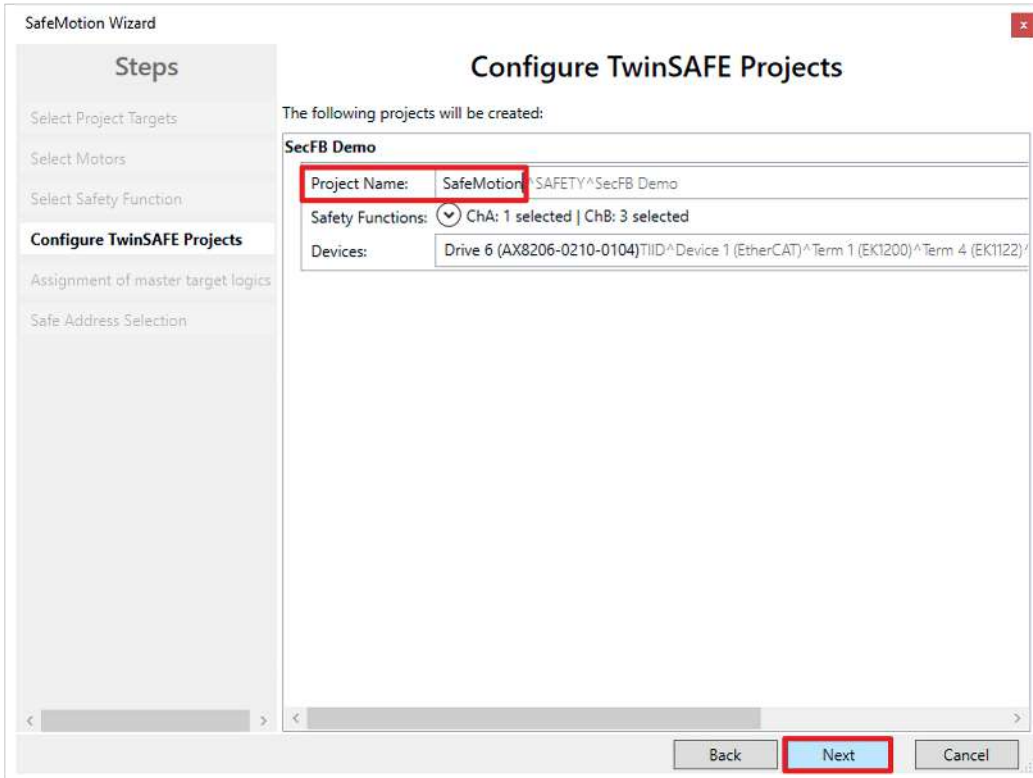 SafeMotion Wizard
x
Steps
Select Project Targets
Select Motors
Select Safety Function
Configure TwinSAFE Projects
Assignment of master target logics
Safe Address Selection
Configure TwinSAFE Projects
The following projects will be created:
SecFB Demo
Project Name: SafeMotion ^SAFETY^SecFB Demo
Safety Functions: ChA: 1 selected | ChB: 3 selected
Devices: Drive 6 (AX8206-0210-0104)TIID^Device 1 (EtherCAT)^Term 1 (EK1200)^Term 4 (EK1122)^
Back Next Cancel